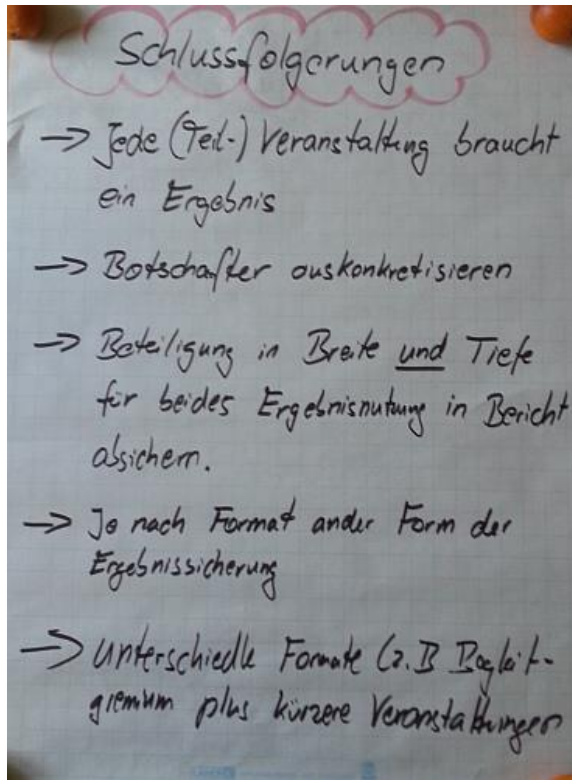 Schlussfolgerungen
→ Jede (Teil-) Veranstaltung braucht
ein Ergebnis
→ Botschafter auskonkretisieren
→ Beteiligung in Breite und Tiefe
für beides Ergebnisnutzung in Bericht
absichern.
→ Je nach Format ander Form der
Ergebnissicherung
→ Unterschiedle Formate (z.B Begleit-
gremium plus kürzere Veranstaltungen